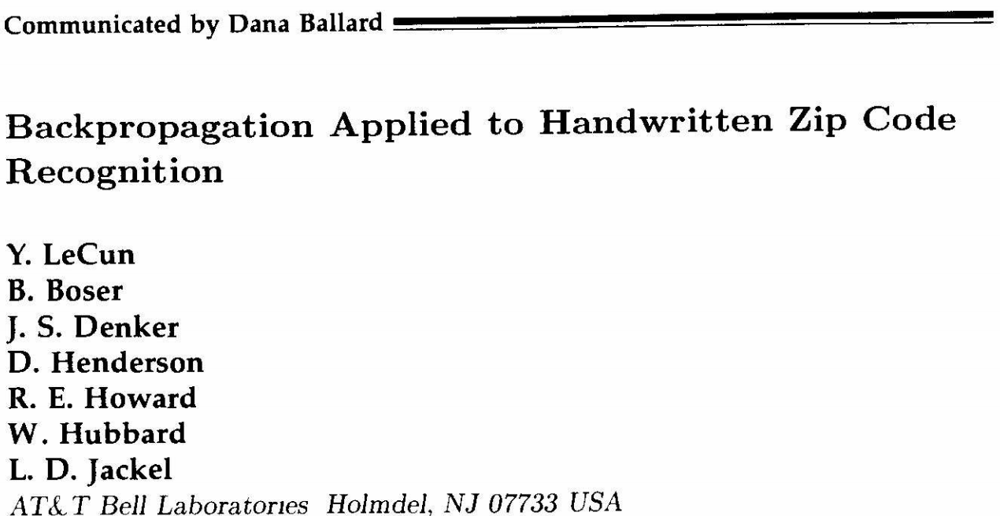 Communicated by Dana Ballard
Backpropagation Applied to Handwritten Zip Code
Recognition
Y. LeCun
B. Boser
J. S. Denker
D. Henderson
R. E. Howard
W. Hubbard
L. D. Jackel
AT&T Bell Laboratories Holmdel, NJ 07733 USA